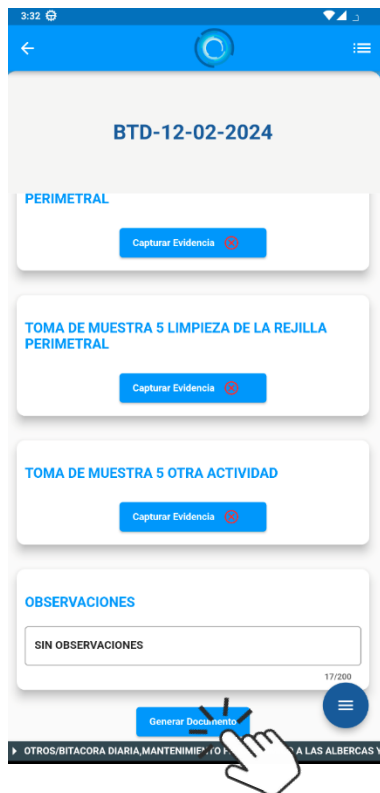 3:32
BTD-12-02-2024
PERIMETRAL
Capturar Evidencia
TOMA DE MUESTRA 5 LIMPIEZA DE LA REJILLA
PERIMETRAL
Capturar Evidencia
TOMA DE MUESTRA 5 OTRA ACTIVIDAD
Capturar Evidencia
OBSERVACIONES
SIN OBSERVACIONES
17/200
Generar Documento
OTROS/BITACORA DIARIA,MANTENIMIENTO A LAS ALBERCAS Y